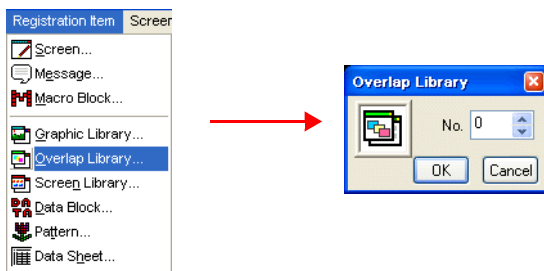 Registration Item Screen
Screen...
Message...
Macro Block...
Graphic Library...
Overlap Library...
Screen Library...
Data Block...
Pattern...
Data Sheet...
Overlap Library
No. 0
OK Cancel